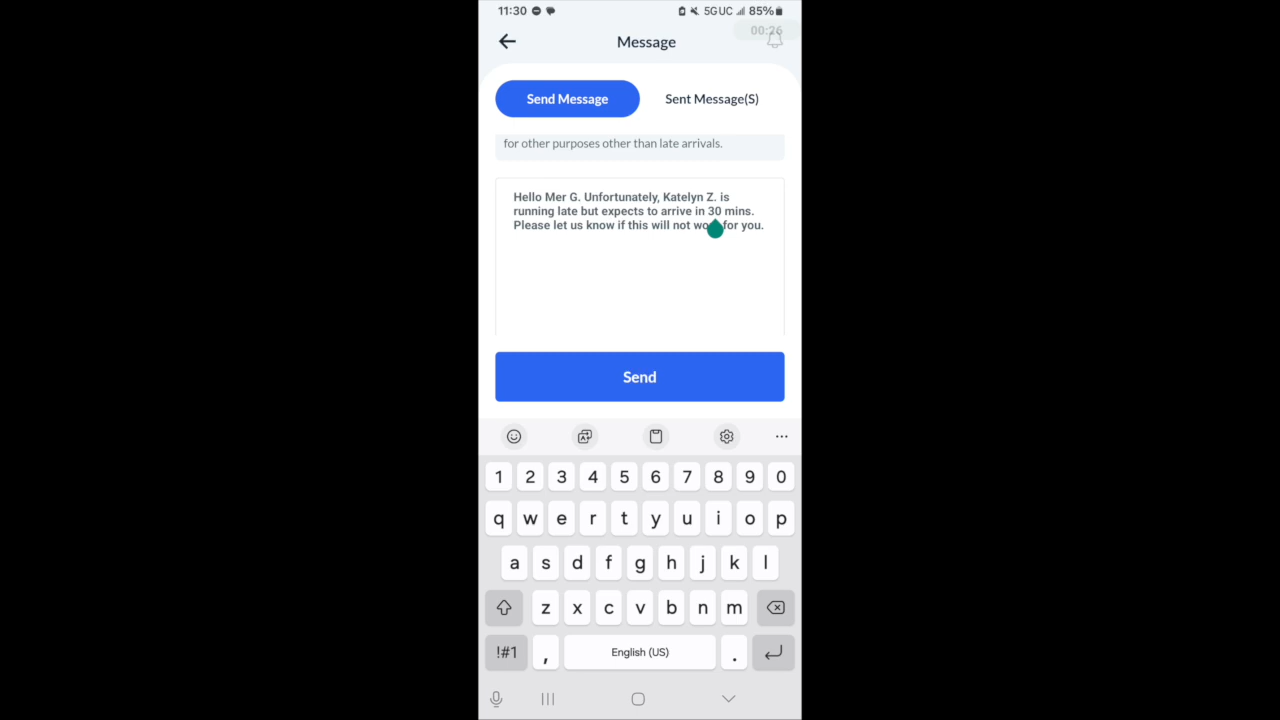 11:30 5GUC 85%
00:26
Message
Send Message Sent Message(S)
for other purposes other than late arrivals.
Hello Mer G. Unfortunately, Katelyn Z. is
running late but expects to arrive in 30 mins.
Please let us know if this will not for you.
Send
1 2 3 4 5 6 7 8 9 0
q w e r t y u i o p
a s d f g h j k l
z x c v b n m
!#1 , English (US) .